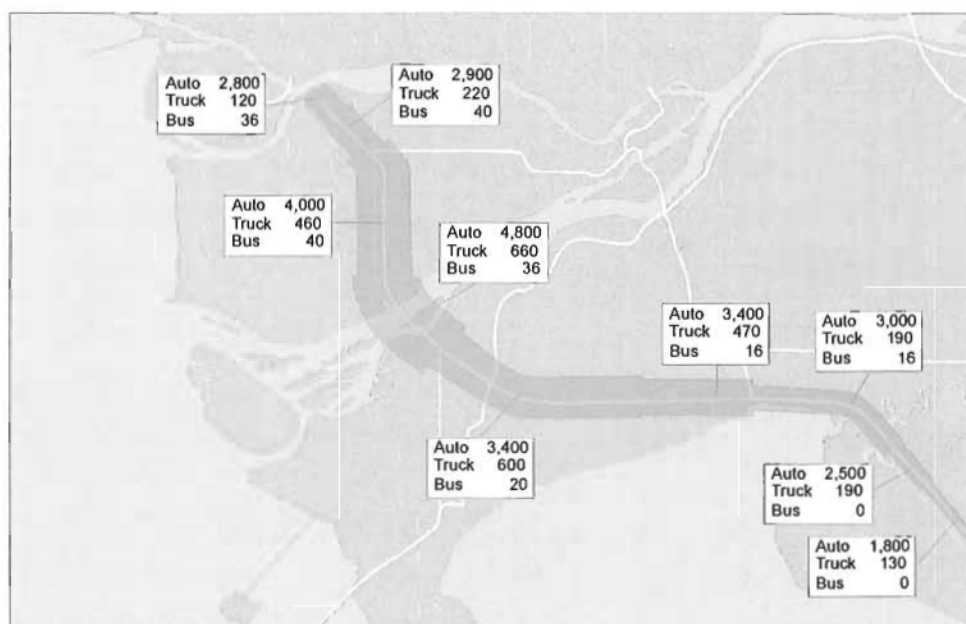 Auto 2,800
Truck 120
Bus 36
Auto 2,900
Truck 220
Bus 40
Auto 4,000
Truck 460
Bus 40
Auto 4,800
Truck 660
Bus 36
Auto 3,400
Truck 470
Bus 16
Auto 3,000
Truck 190
Bus 16
Auto 3,400
Truck 600
Bus 20
Auto 2,500
Truck 190
Bus 0
Auto 1,800
Truck 130
Bus 0